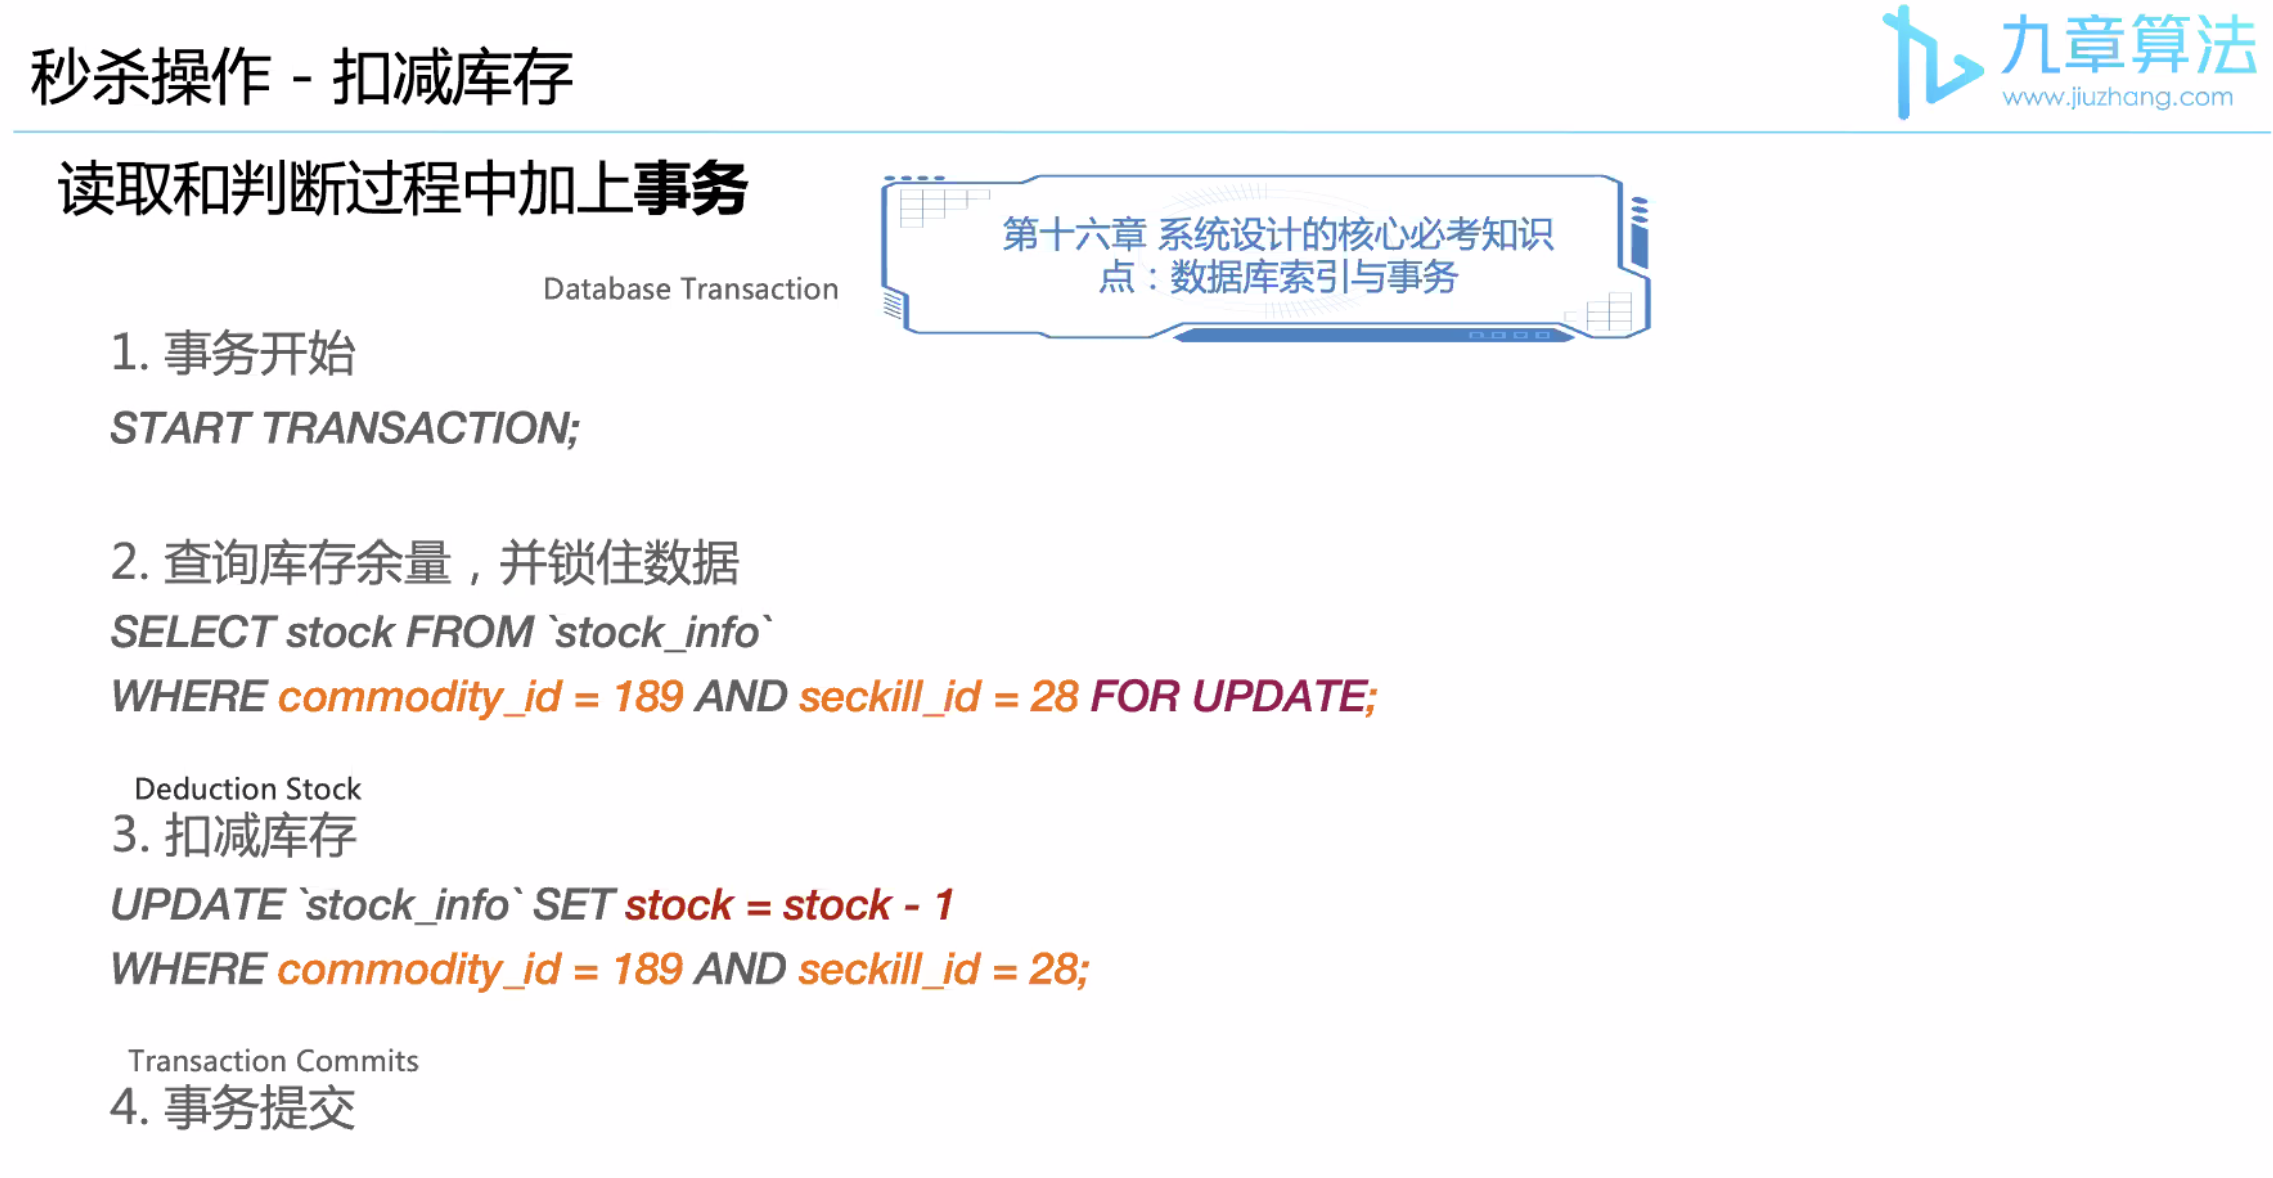 秒杀操作 - 扣减库存
九章算法
www.jiuzhang.com
读取和判断过程中加上事务
第十六章 系统设计的核心必考知识
点：数据库索引与事务
Database Transaction
1. 事务开始
START TRANSACTION;
2. 查询库存余量，并锁住数据
SELECT stock FROM `stock_info`
WHERE commodity_id = 189 AND seckill_id = 28 FOR UPDATE;
Deduction Stock
3. 扣减库存
UPDATE `stock_info` SET stock = stock - 1
WHERE commodity_id = 189 AND seckill_id = 28;
Transaction Commits
4. 事务提交